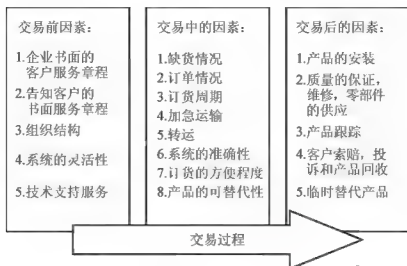 交易前因素：
1.企业书面的
客户服务章程
2.告知客户的
书面服务章程
3.组织结构
4.系统的灵活性
5.技术支持服务
交易中的因素：
1.缺货情况
2.订单情况
3.订货周期
4.加急运输
5.转运
6.系统的准确性
7.订货的方便程度
8.产品的可替代性
交易后的因素：
1.产品的安装
2.质量的保证，
维修，零部件
的供应
3.产品跟踪
4.客户索赔，投
诉和产品回收
5.临时替代产品
交易过程